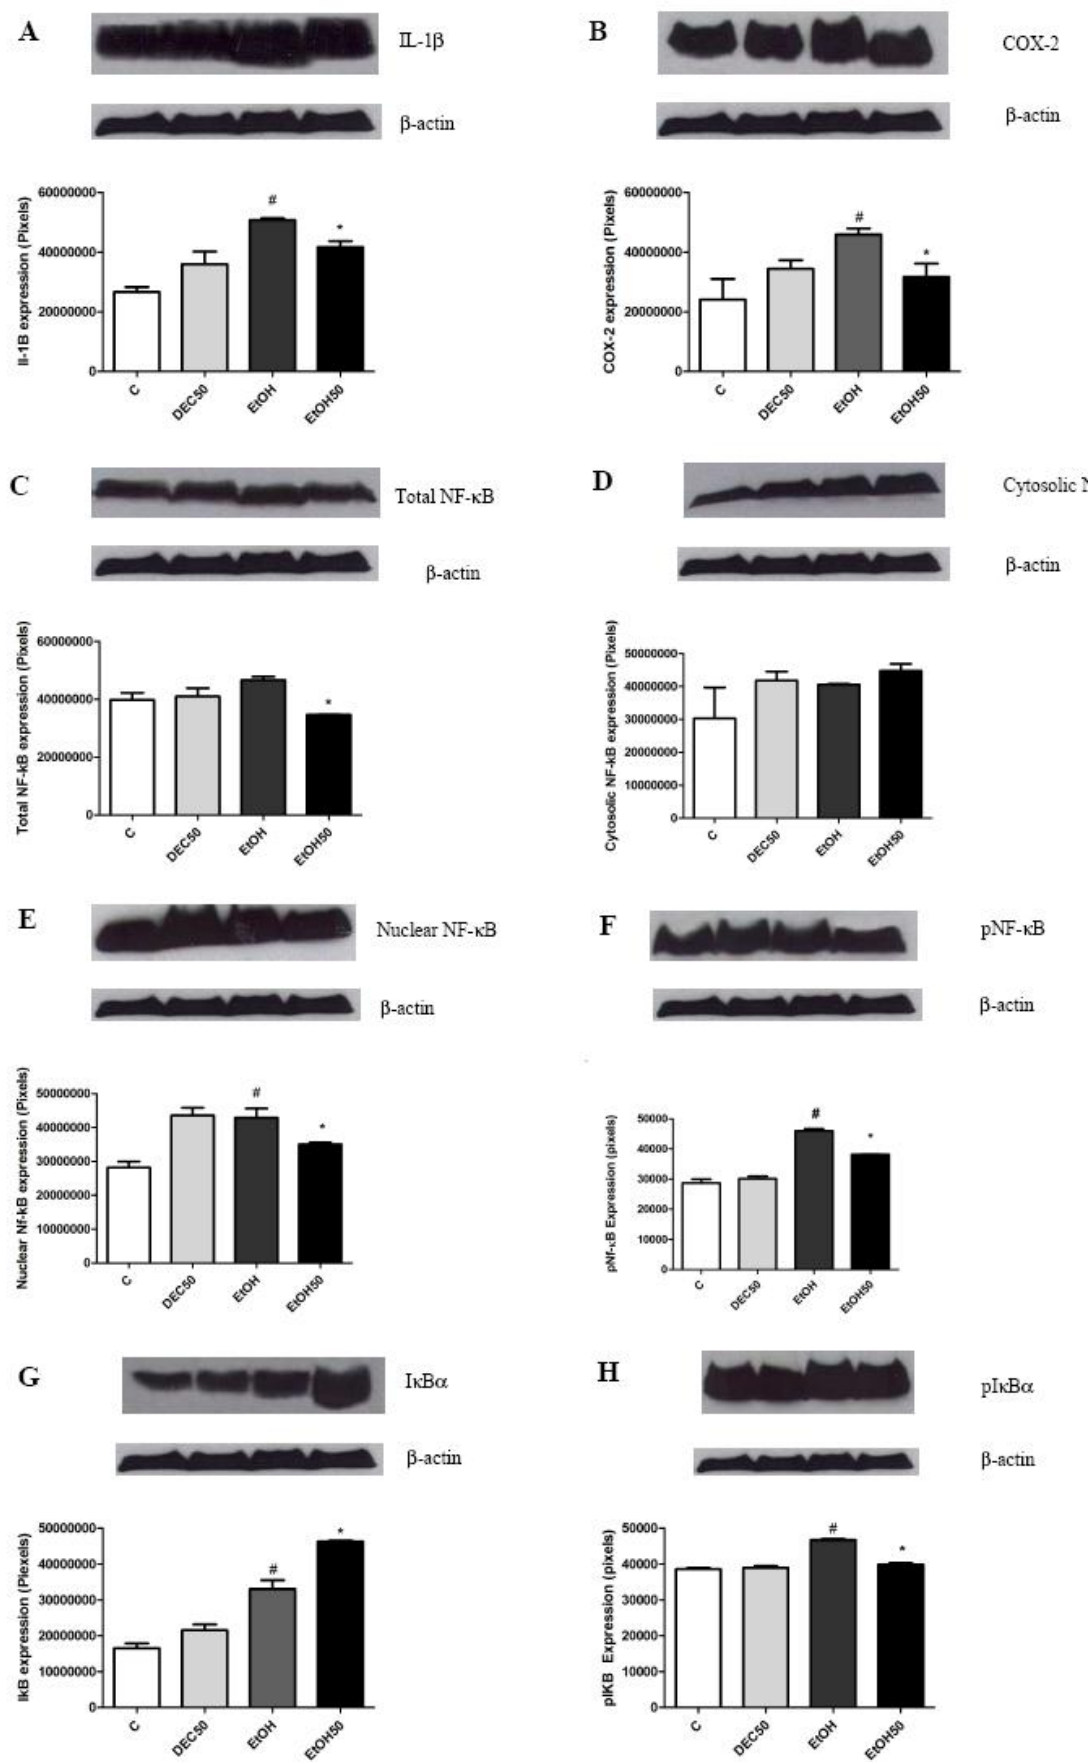 A
IL-1β
β-actin
Il-1B expression (Pixels)
60000000
40000000
20000000
0
C
DEC50
EtOH
EtOH50
#
*
B
COX-2
β-actin
COX-2 expression (Pixels)
60000000
40000000
20000000
0
C
DEC50
EtOH
EtOH50
#
*
C
Total NF-κB
β-actin
Total NF-kB expression (Pixels)
60000000
40000000
20000000
0
C
DEC50
EtOH
EtOH50
*
D
Cytosolic N
β-actin
Cytosolic NF-kB expression (Pixels)
50000000
40000000
30000000
20000000
10000000
0
C
DEC50
EtOH
EtOH50
E
Nuclear NF-κB
β-actin
Nuclear Nf-kB expression (Pixels)
50000000
40000000
30000000
20000000
10000000
0
C
DEC50
EtOH
EtOH50
#
*
F
pNF-κB
β-actin
pNf-κB Expression (pixels)
50000
40000
30000
20000
10000
0
C
DEC50
EtOH
EtOH50
#
*
G
IκBα
β-actin
IkB expression (Piexels)
50000000
40000000
30000000
20000000
10000000
0
C
DEC50
EtOH
EtOH50
#
*
H
pIκBα
β-actin
pIKB Expression (pixels)
50000
40000
30000
20000
10000
0
C
DEC50
EtOH
EtOH50
#
*